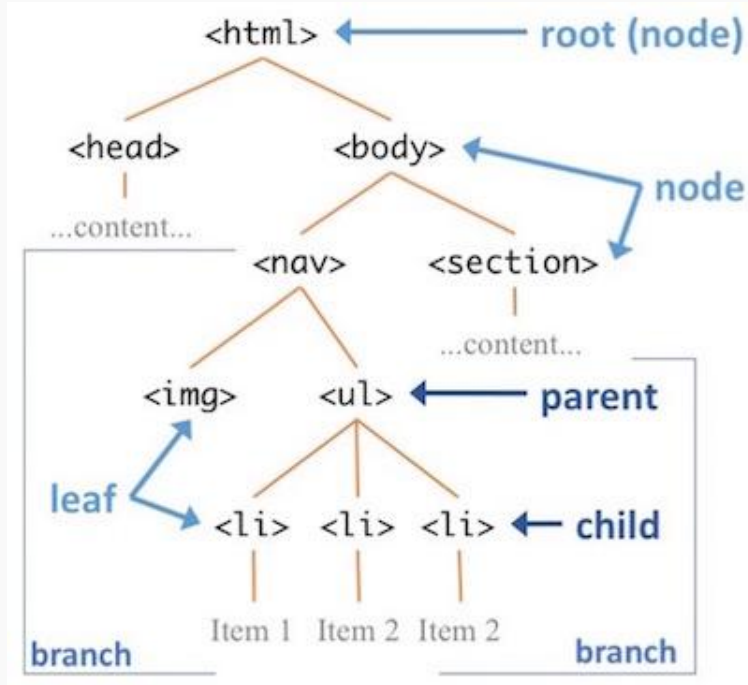 <html> root (node)
<head> <body>
node
...content...
<nav> <section>
...content...
<img> <ul> parent
leaf
<li> <li> <li> child
Item 1 Item 2 Item 2
branch branch